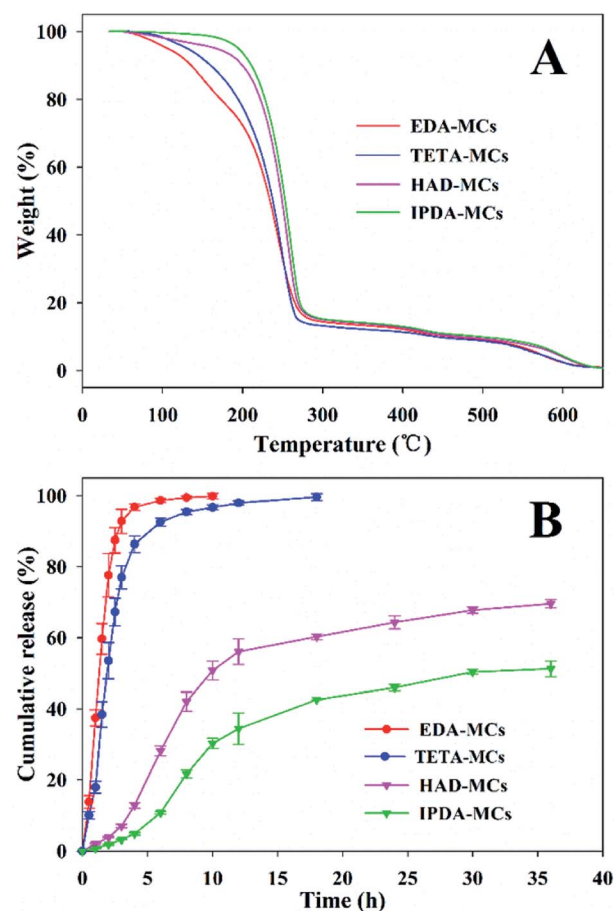 100
80
60
40
20
0
Weight (%)
A
EDA-MCs
TETA-MCs
HAD-MCs
IPDA-MCs
0 100 200 300 400 500 600
Temperature (℃)
100
80
60
40
20
0
Cumulative release (%)
B
EDA-MCs
TETA-MCs
HAD-MCs
IPDA-MCs
0 5 10 15 20 25 30 35 40
Time (h)